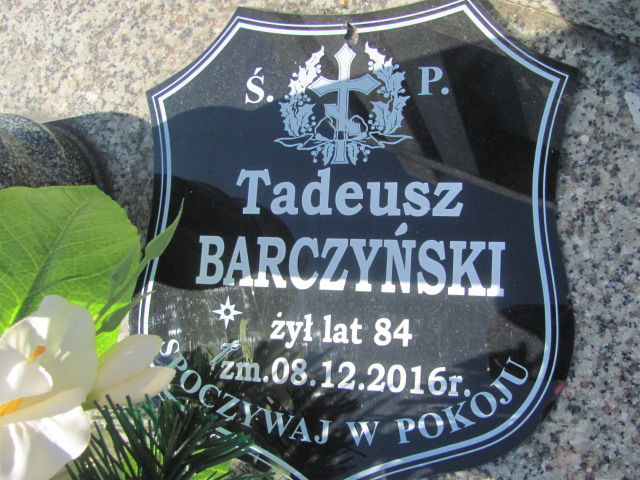 Ś. P.
Tadeusz
BARCZYŃSKI
żył lat 84
zm.08.12.2016r.
SPOCZYWAJ W POKOJU